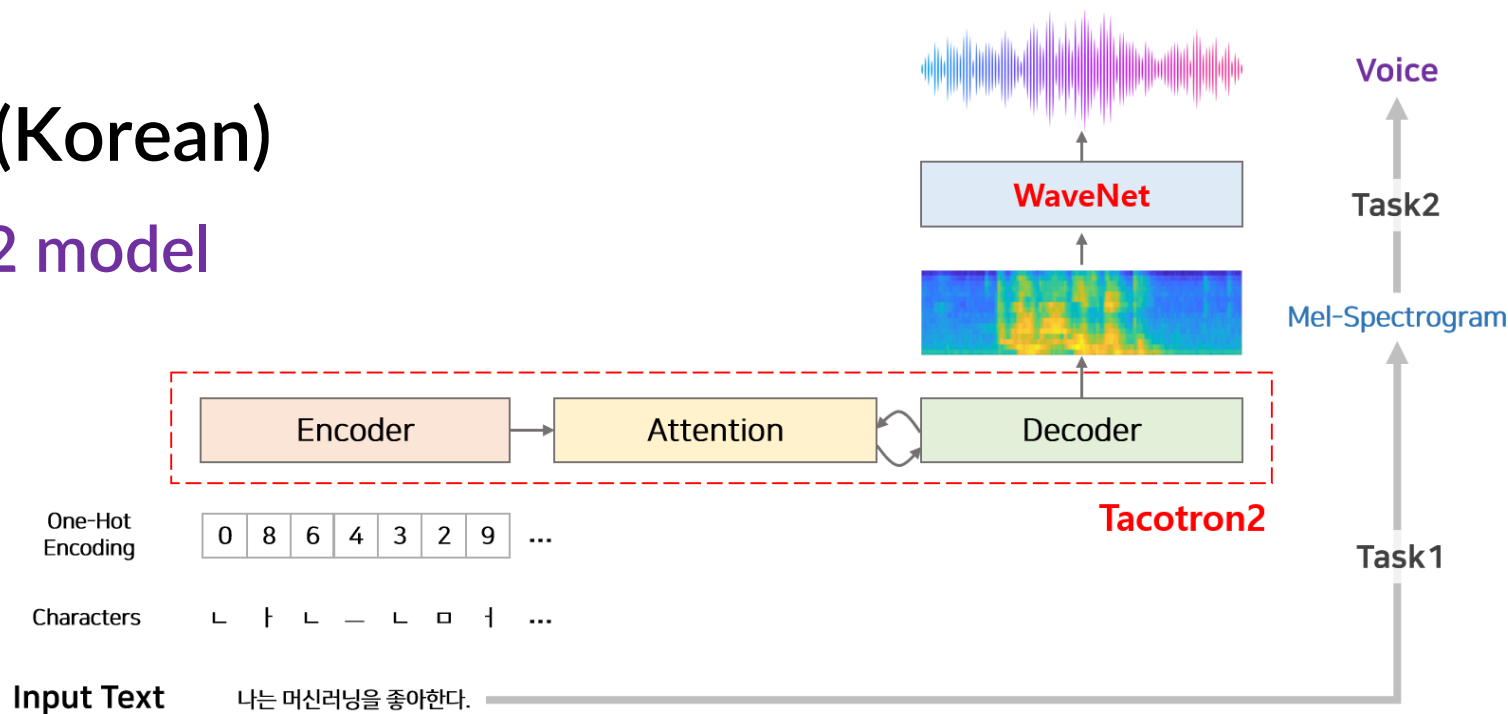 (Korean)
2 model
Voice
WaveNet
Task2
Mel-Spectrogram
Encoder
Attention
Decoder
Tacotron2
One-Hot
Encoding
0 8 6 4 3 2 9 ...
Task1
Characters
ㄴ ㅏ ㄴ ㅡ ㄴ ㅁ ㅓ ...
Input Text
나는 머신러닝을 좋아한다.